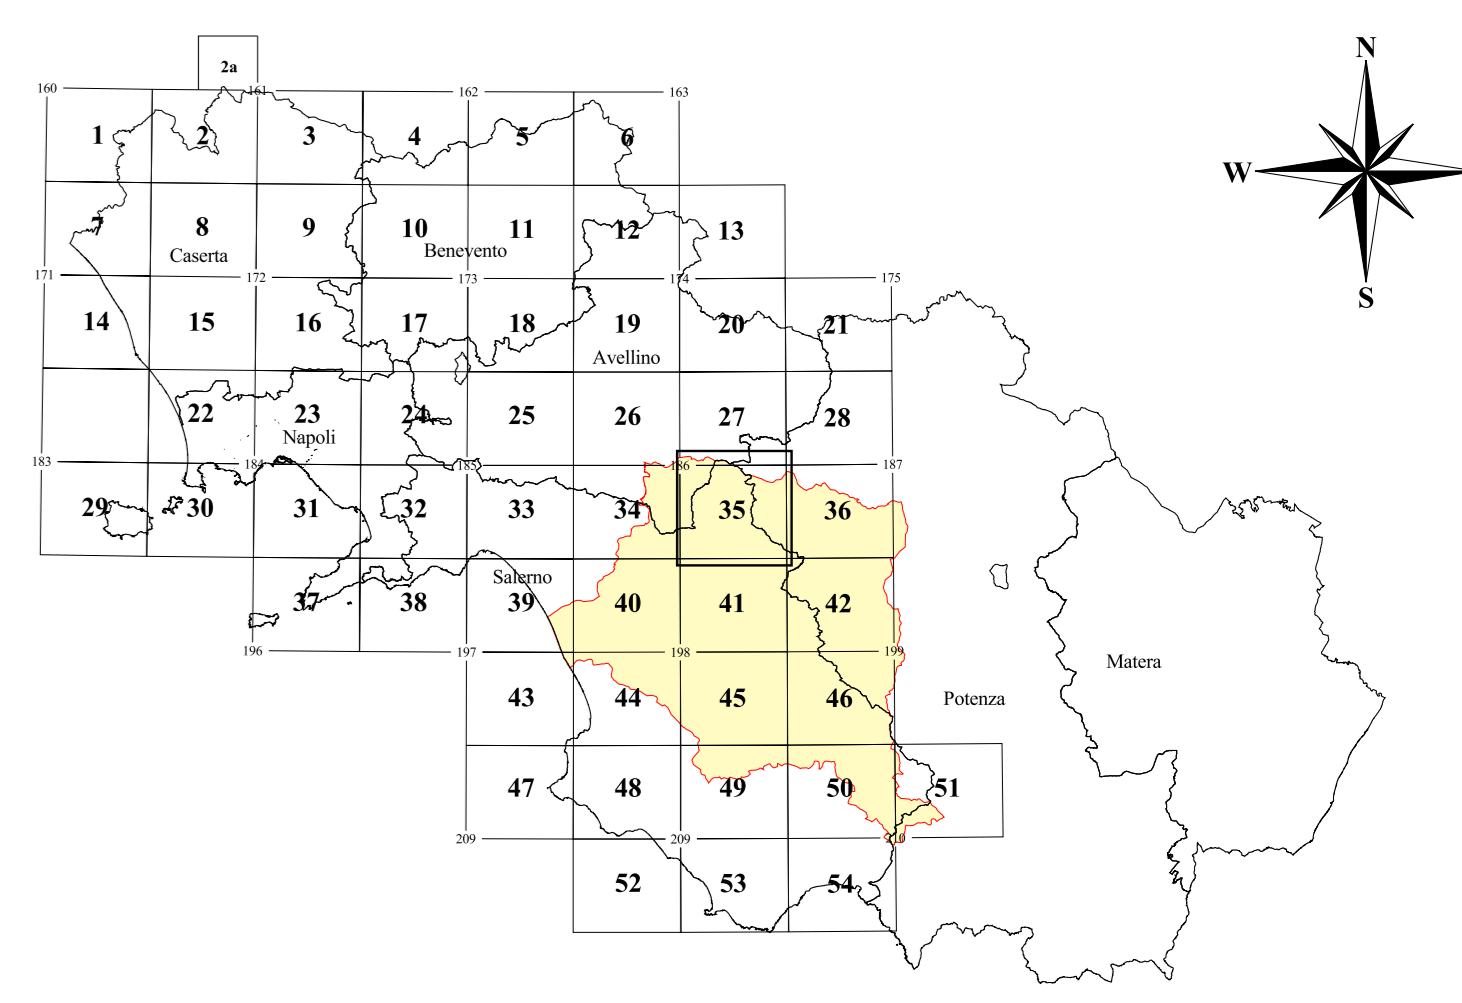 N
2a
160 161 162 163
1 2 3 4 5 6
W
7 8 9 10 11 12 13
Caserta Benevento
171 172 173 174 175
S
14 15 16 17 18 19 20 21
Avellino
22 23 24 25 26 27 28
Napoli
183 184 185 186 187
29 30 31 32 33 34 35 36
Salerno
37 38 39 40 41 42
196 197 198 199
Matera
43 44 45 46
Potenza
47 48 49 50 51
209 209 210
52 53 54